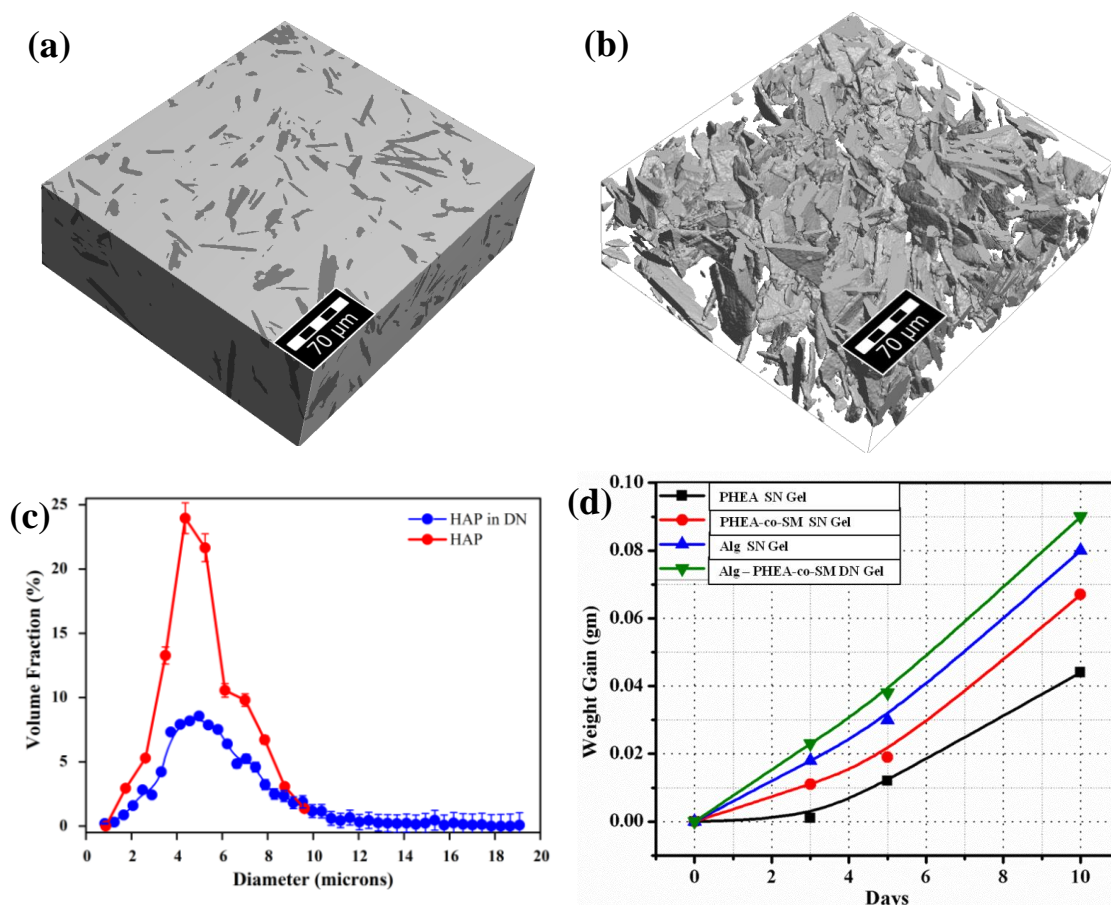 (a)
70 µm
(b)
70 µm
(c)
HAP in DN
HAP
25
20
15
10
5
0
Volume Fraction (%)
0 2 4 6 8 10 12 14 16 18 20
Diameter (microns)
(d)
PHEA SN Gel
PHEA-co-SM SN Gel
Alg SN Gel
Alg – PHEA-co-SM DN Gel
0.10
0.08
0.06
0.04
0.02
0.00
Weight Gain (gm)
0 2 4 6 8 10
Days